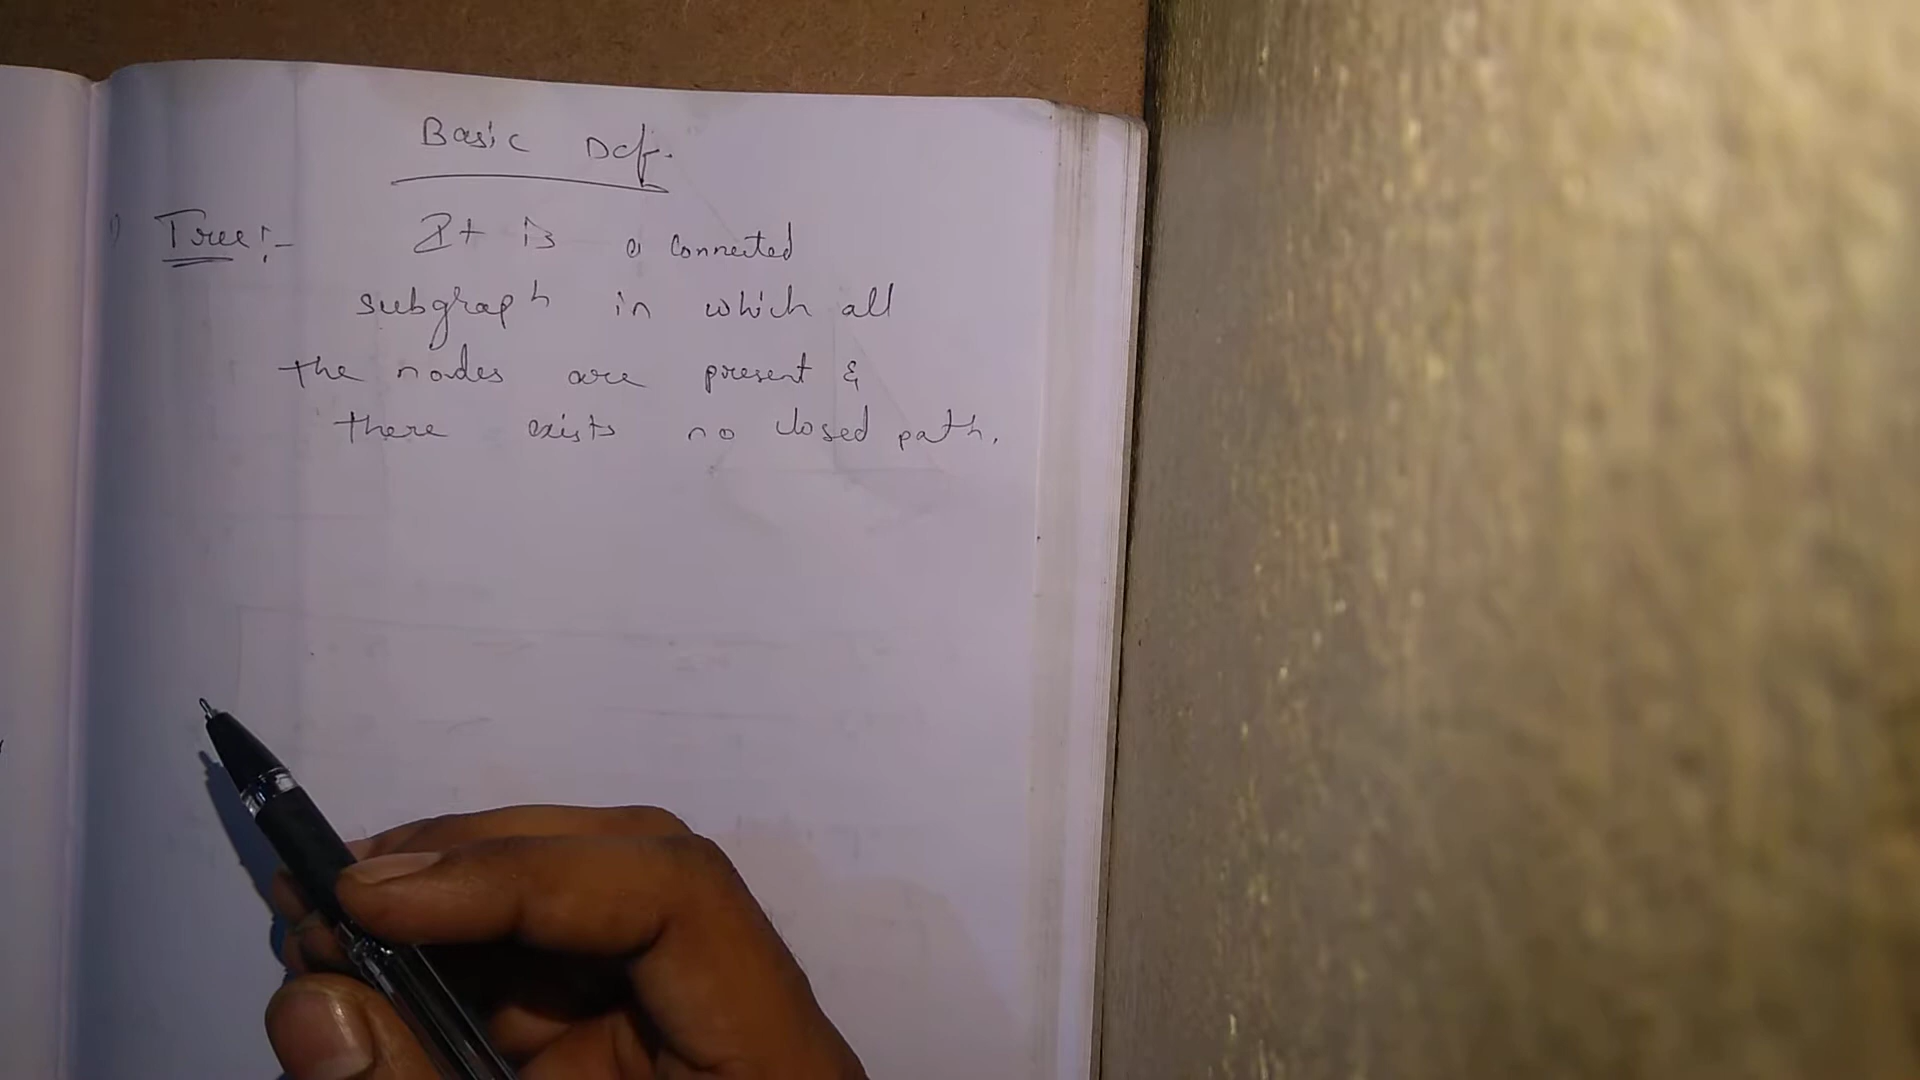 Basic Def.
1) Tree:- It is a connected
subgraph in which all
the nodes are present &
there exists no closed path.